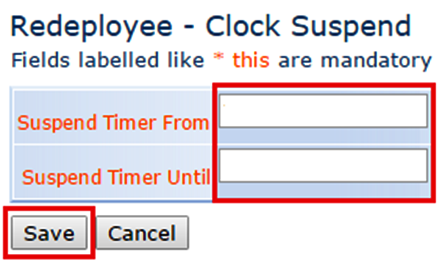 Redeployee - Clock Suspend
Fields labelled like * this are mandatory
Suspend Timer From
Suspend Timer Until
Save Cancel